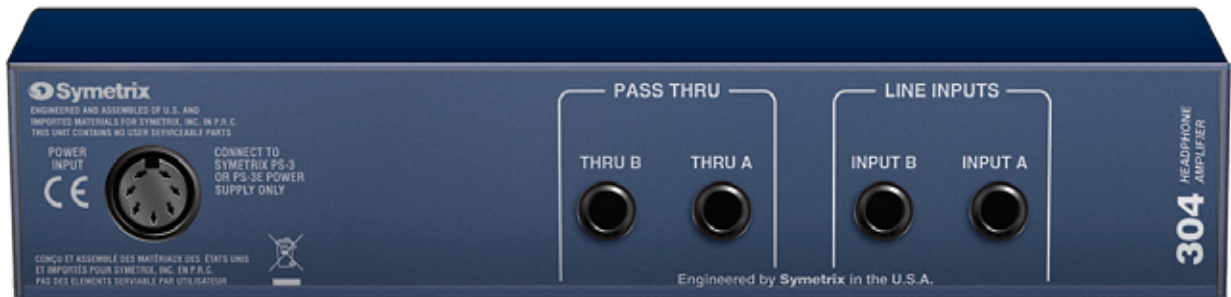 Symetrix
ENGINEERED AND ASSEMBLED OF U.S. AND
IMPORTED MATERIALS FOR SYMETRIX, INC. IN P.R.C.
THIS UNIT CONTAINS NO USER SERVICEABLE PARTS
POWER
INPUT
CE
CONNECT TO
SYMETRIX PS-3
OR PS-3E POWER
SUPPLY ONLY
CONÇU ET ASSEMBLÉ DES MATÉRIAUX DES ÉTATS UNIS
ET IMPORTÉS POUR SYMETRIX, INC. EN P.R.C.
PAS DES ELEMENTS SERVIABLE PAR UTILISATEUR
PASS THRU
THRU B
THRU A
LINE INPUTS
INPUT B
INPUT A
Engineered by Symetrix in the U.S.A.
304 HEADPHONE
AMPLIFIER